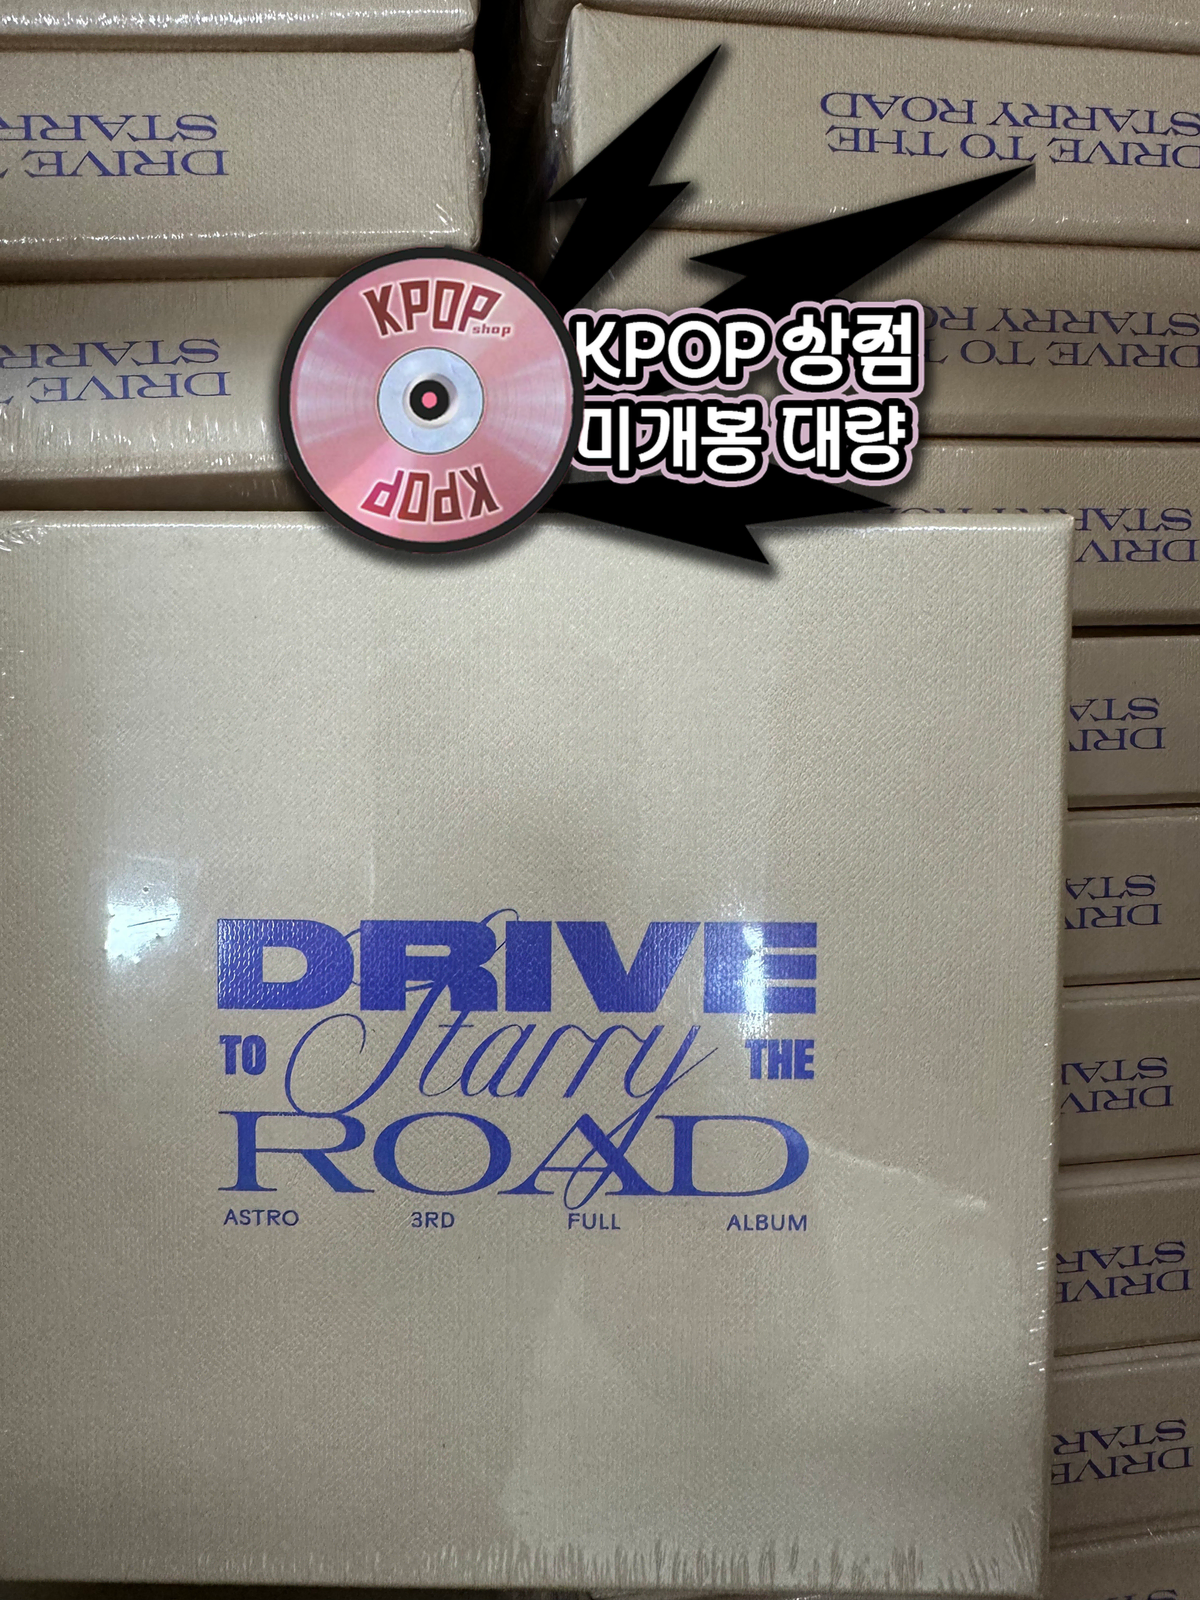 DRIVE TO THE
STARRY ROAD
DRIVE
KPOP
shop
KPOP
KPOP 상점
미개봉 대량
DRIVE
TO Starry THE
ROAD
ASTRO 3RD FULL ALBUM